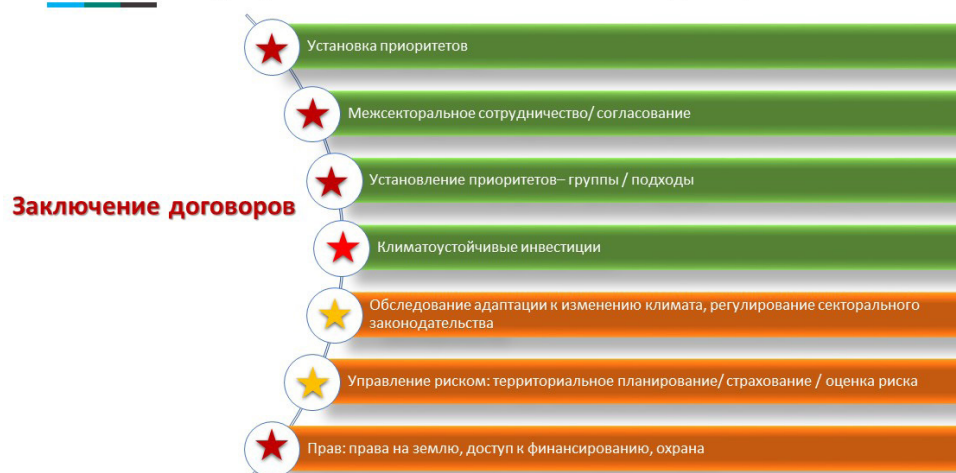 Установка приоритетов
Межсекторальное сотрудничество/ согласование
Установление приоритетов– группы / подходы
Заключение договоров
Климатоустойчивые инвестиции
Обследование адаптации к изменению климата, регулирование секторального
законодательства
Управление риском: территориальное планирование/ страхование / оценка риска
Прав: права на землю, доступ к финансированию, охрана